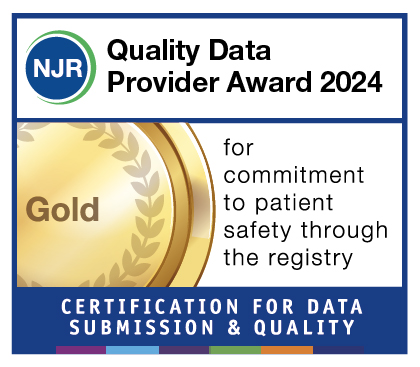 NJR
Quality Data
Provider Award 2024
Gold
for
commitment
to patient
safety through
the registry
CERTIFICATION FOR DATA
SUBMISSION & QUALITY